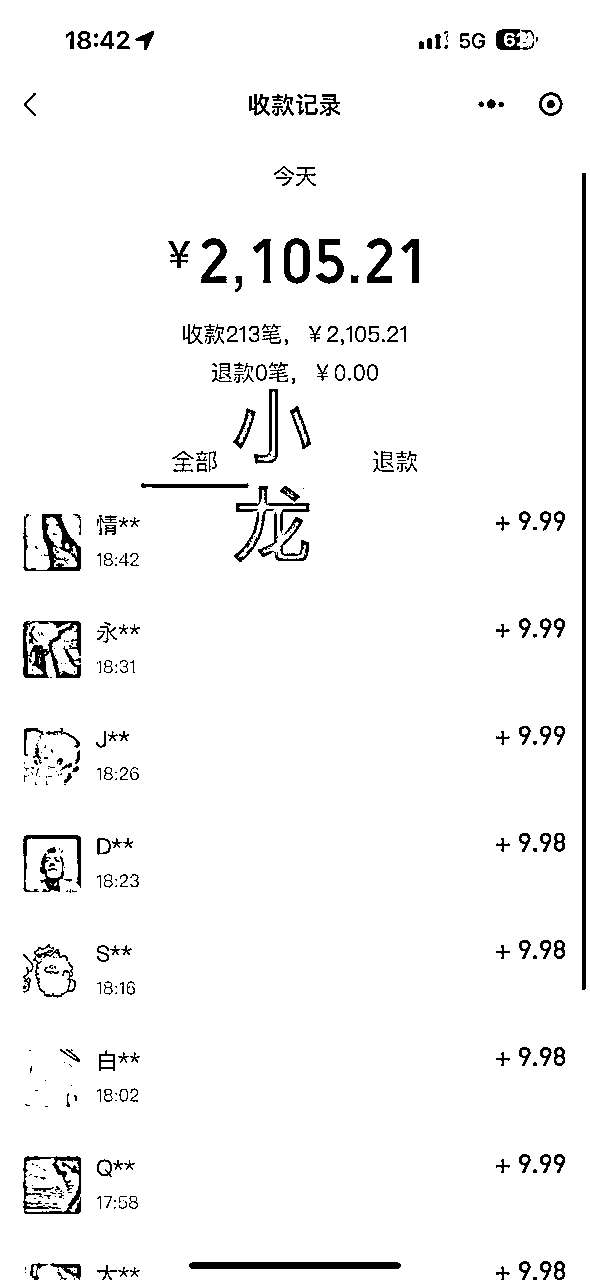 18:42
5G 62
收款记录
今天
¥2,105.21
收款213笔，¥2,105.21
退款0笔，¥0.00
小
龙
全部 退款
情** + 9.99
18:42
永** + 9.99
18:31
J** + 9.99
18:26
D** + 9.98
18:23
S** + 9.98
18:16
白** + 9.98
18:02
Q** + 9.99
17:58
+ 9.98